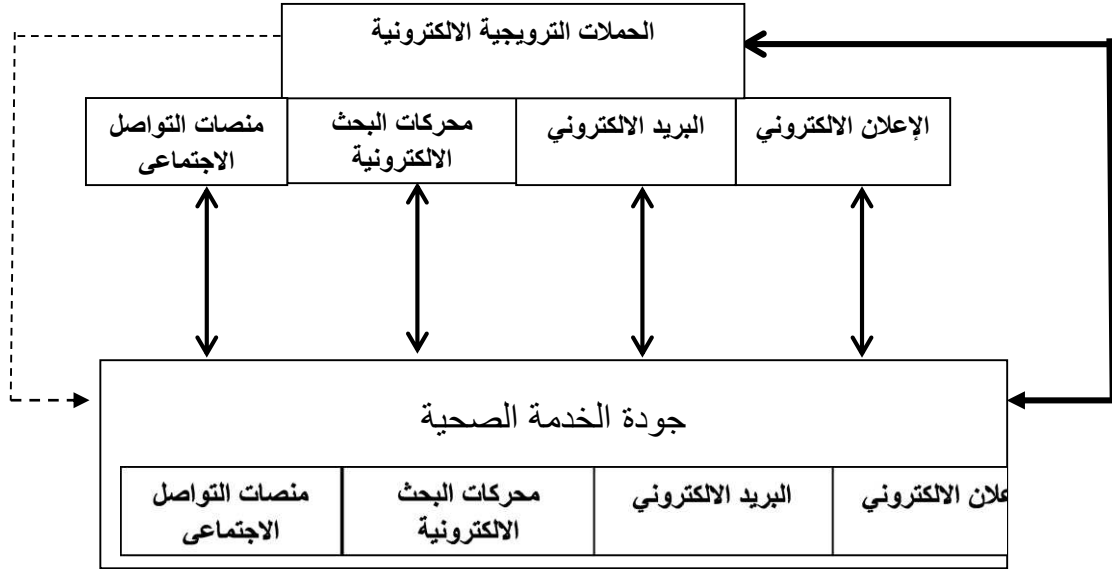 الحملات الترويجية الالكترونية
الإعلان الالكتروني
البريد الالكتروني
محركات البحث
الالكترونية
منصات التواصل
الاجتماعى
جودة الخدمة الصحية
علان الالكتروني
البريد الالكتروني
محركات البحث
الالكترونية
منصات التواصل
الاجتماعى